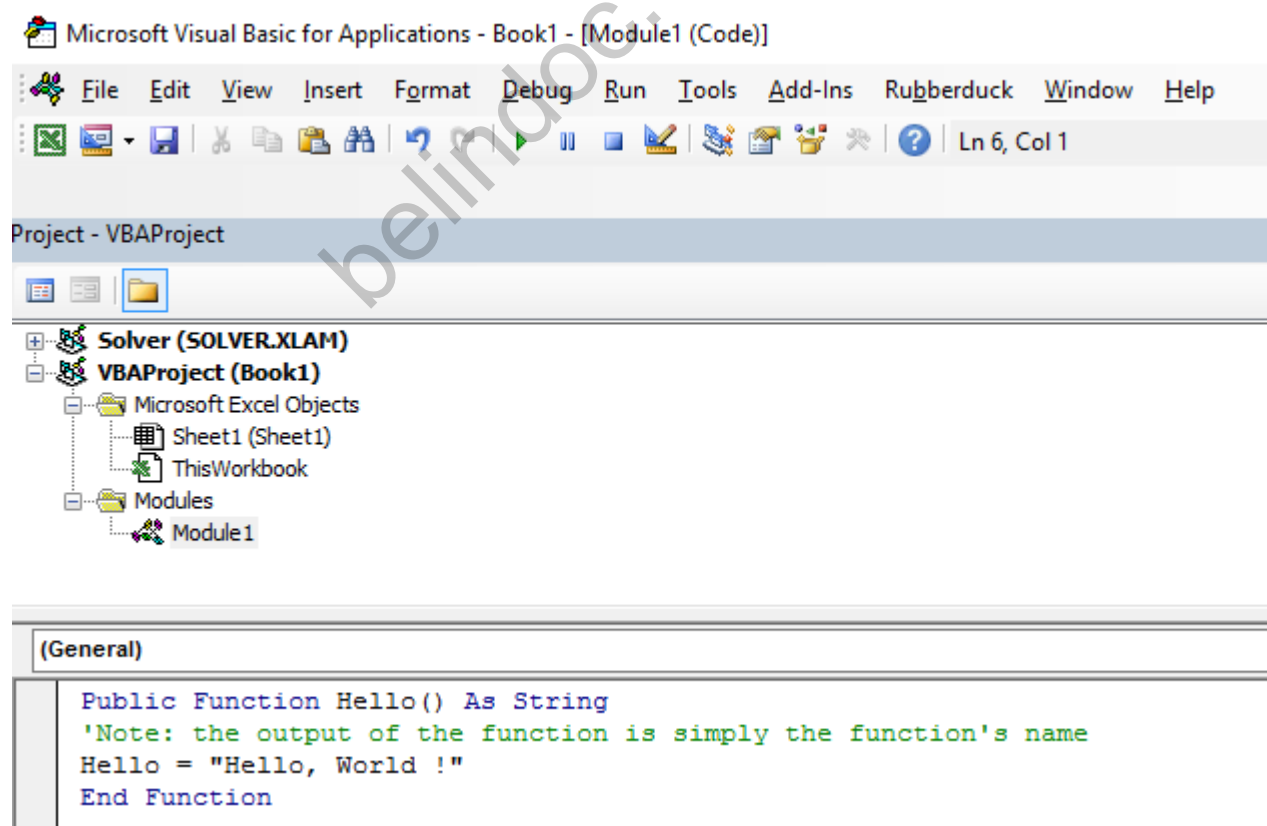 Microsoft Visual Basic for Applications - Book1 - [Module1 (Code)]
File Edit View Insert Format Debug Run Tools Add-Ins Rubberduck Window Help
Ln 6, Col 1
Project - VBAProject
Solver (SOLVER.XLAM)
VBAProject (Book1)
Microsoft Excel Objects
Sheet1 (Sheet1)
ThisWorkbook
Modules
Module1
(General)
Public Function Hello() As String
'Note: the output of the function is simply the function's name
Hello = "Hello, World !"
End Function
belindoc.